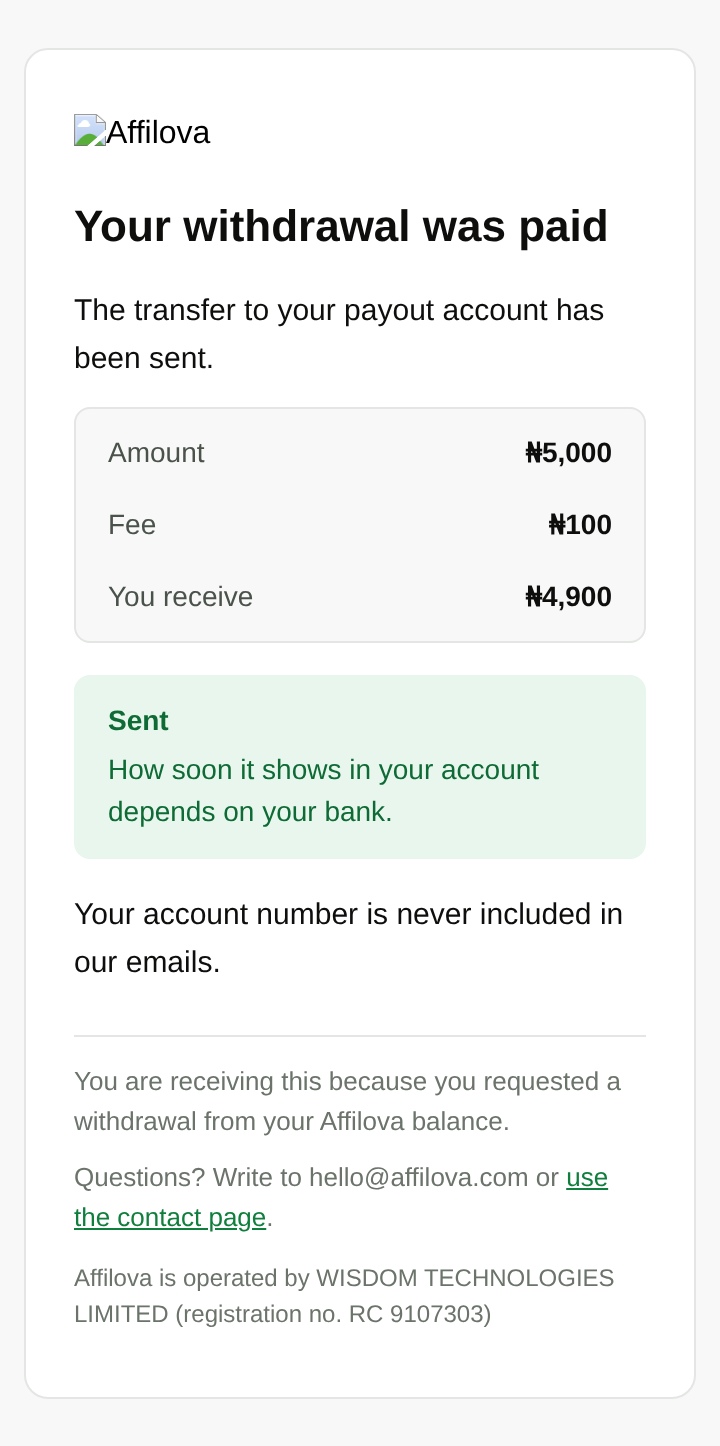 Affilova
Your withdrawal was paid
The transfer to your payout account has
been sent.
Amount ₦5,000
Fee ₦100
You receive ₦4,900
Sent
How soon it shows in your account
depends on your bank.
Your account number is never included in
our emails.
You are receiving this because you requested a
withdrawal from your Affilova balance.
Questions? Write to hello@affilova.com or use
the contact page.
Affilova is operated by WISDOM TECHNOLOGIES
LIMITED (registration no. RC 9107303)